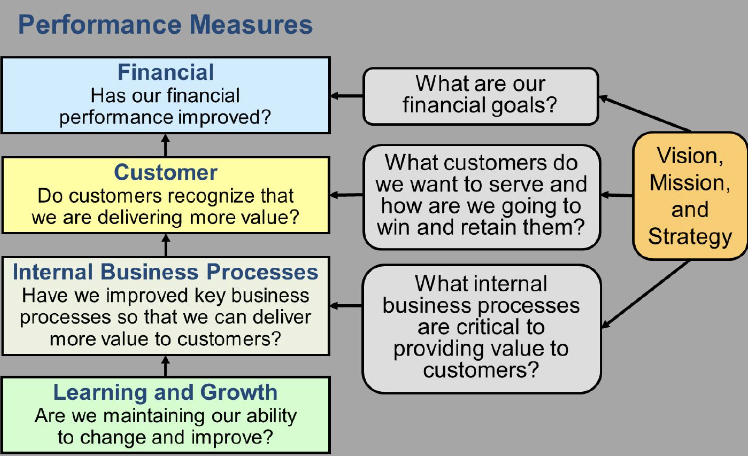 Performance Measures
Financial
Has our financial
performance improved?
What are our
financial goals?
Customer
Do customers recognize that
we are delivering more value?
What customers do
we want to serve and
how are we going to
win and retain them?
Vision,
Mission,
and
Strategy
Internal Business Processes
Have we improved key business
processes so that we can deliver
more value to customers?
What internal
business processes
are critical to
providing value to
customers?
Learning and Growth
Are we maintaining our ability
to change and improve?